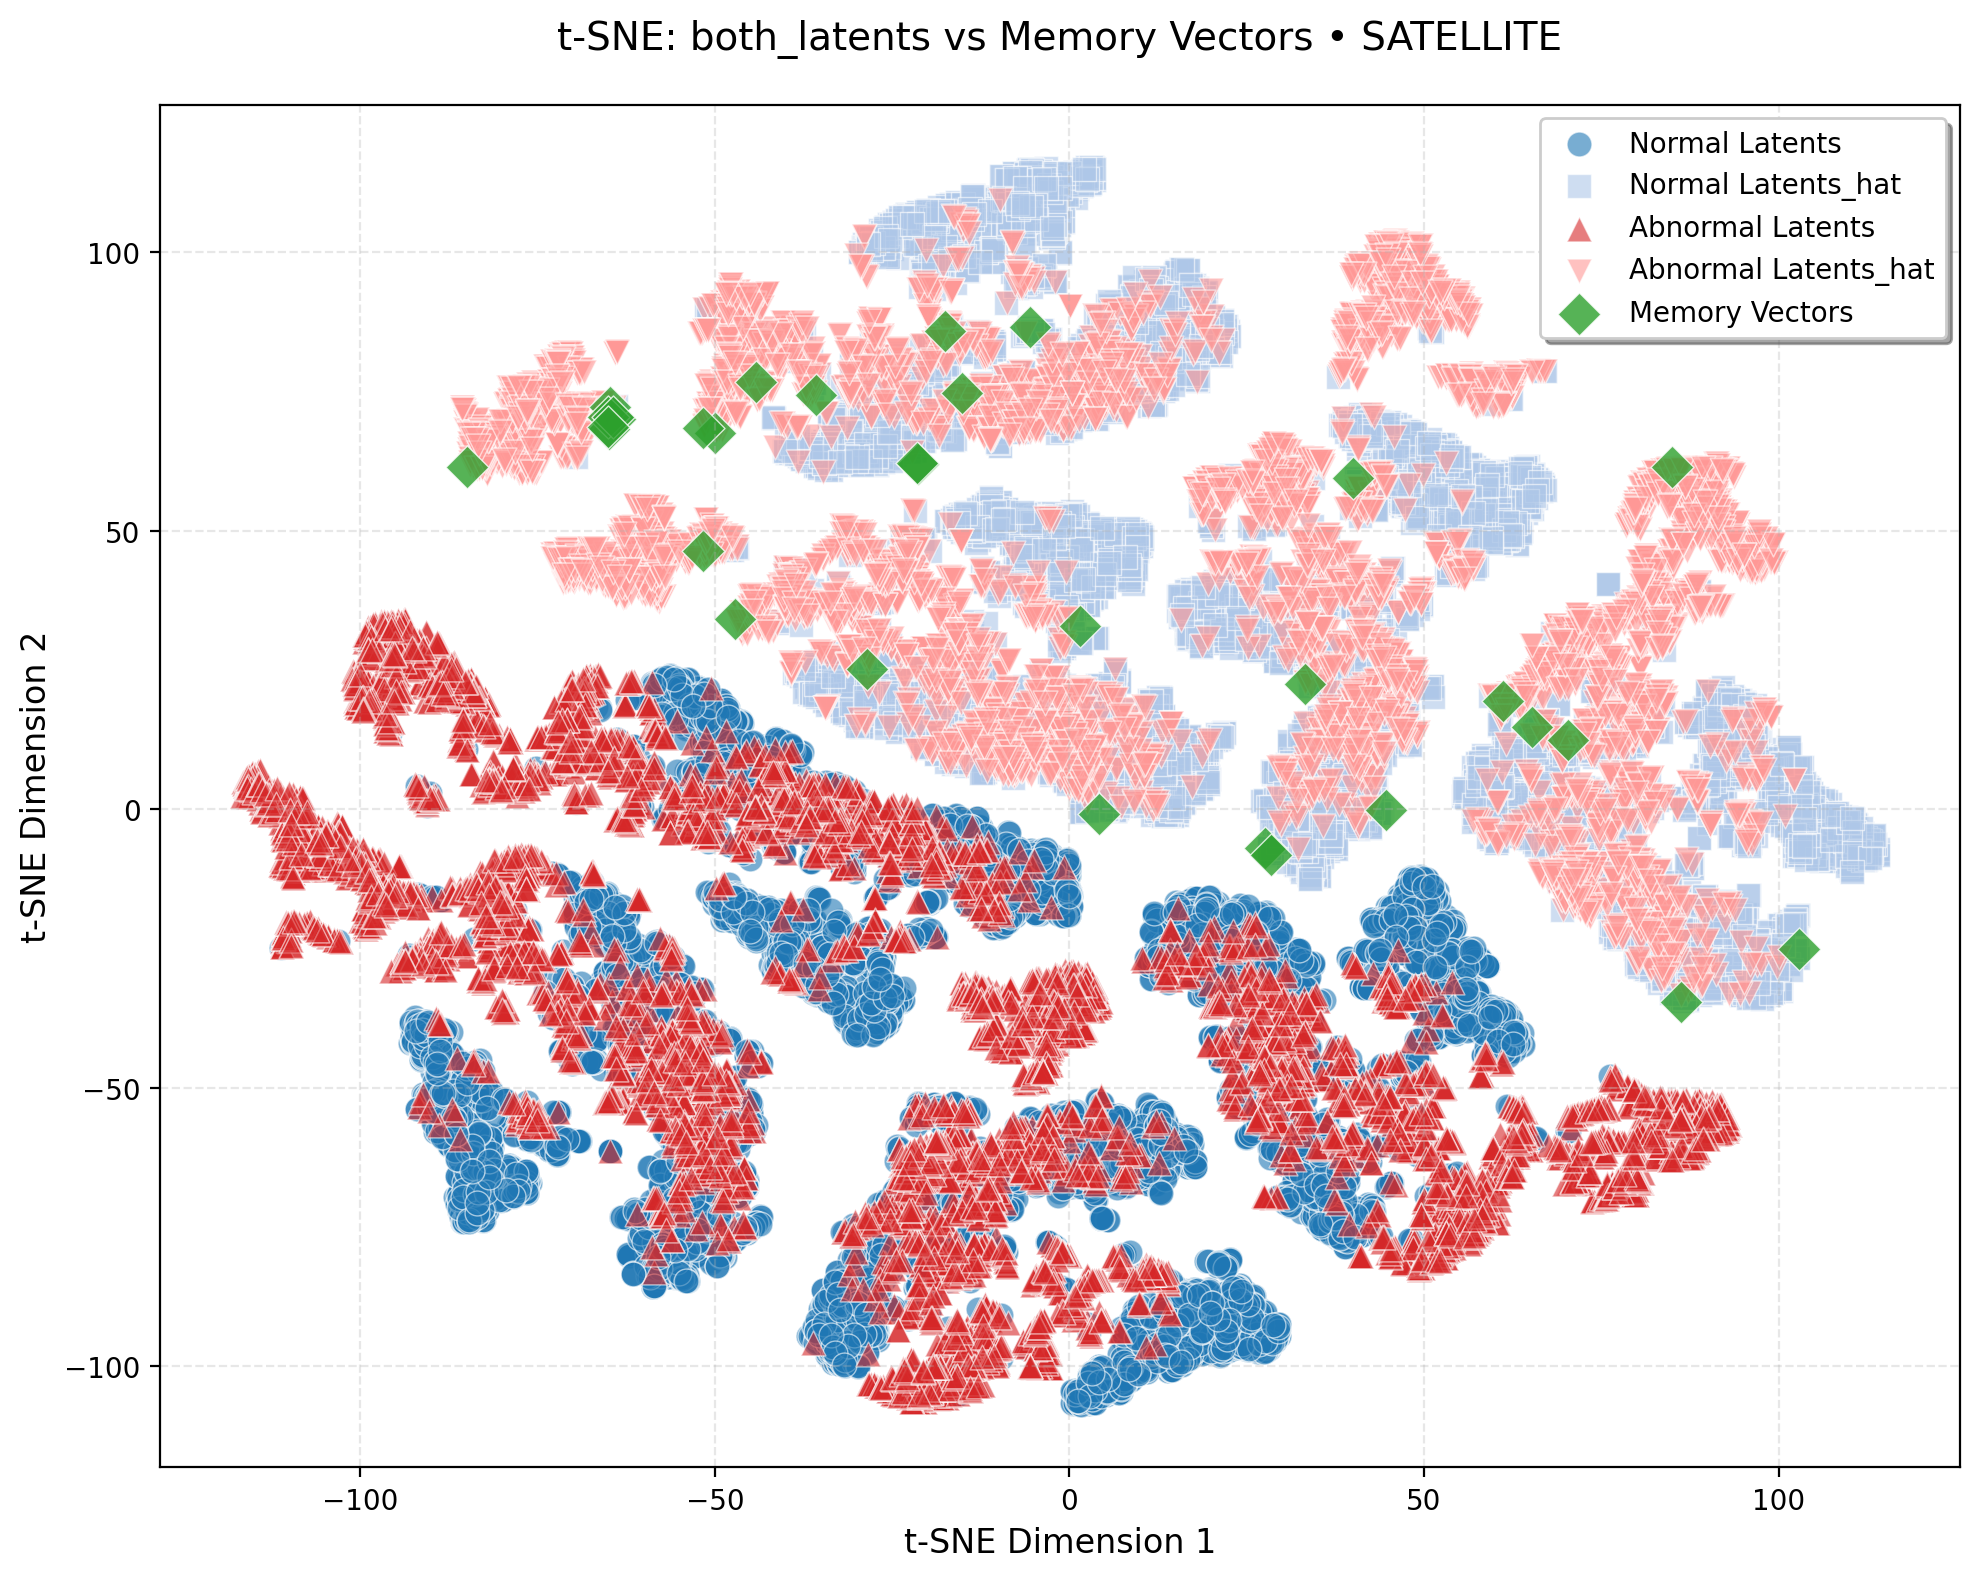 t-SNE: both_latents vs Memory Vectors • SATELLITE
Normal Latents
Normal Latents_hat
Abnormal Latents
Abnormal Latents_hat
Memory Vectors
100
50
0
−50
−100
t-SNE Dimension 2
−100
−50
0
50
100
t-SNE Dimension 1